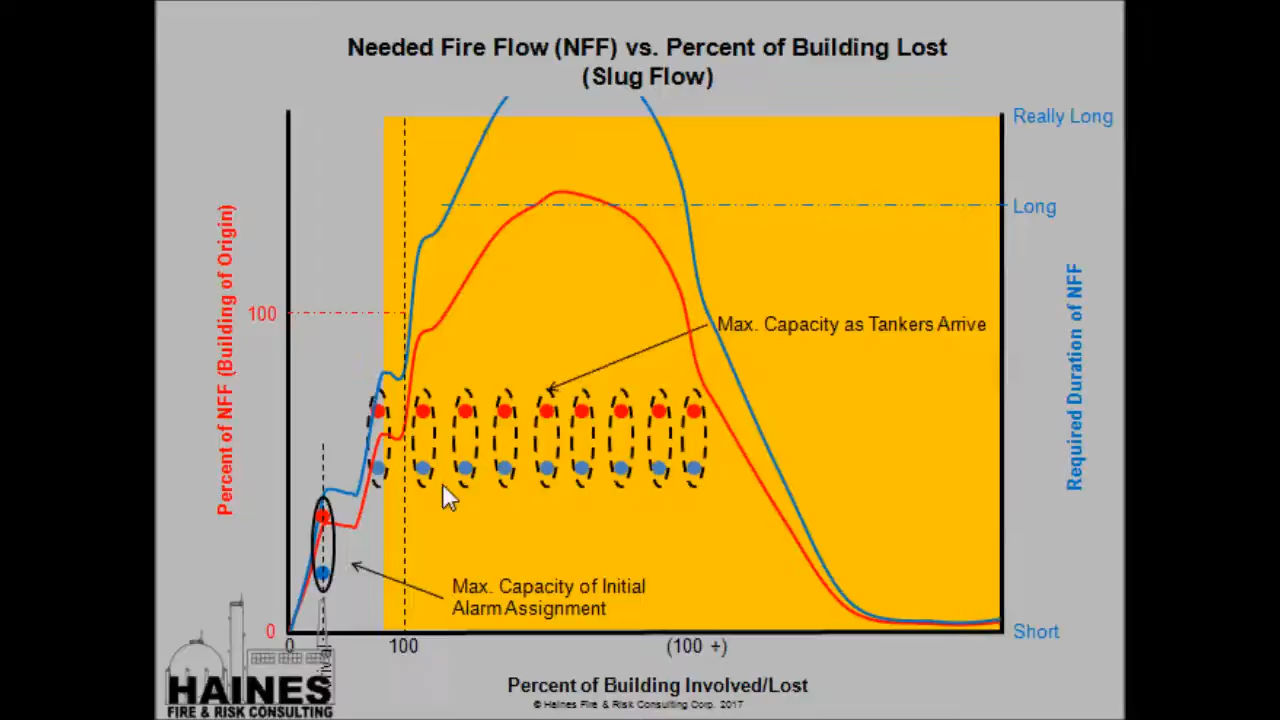 Needed Fire Flow (NFF) vs. Percent of Building Lost
(Slug Flow)
Really Long
Long
Percent of NFF (Building of Origin)
100
Max. Capacity as Tankers Arrive
Required Duration of NFF
Max. Capacity of Initial
Alarm Assignment
0
Short
0
100
(100 +)
Percent of Building Involved/Lost
© Haines Fire & Risk Consulting Corp. 2017
HAINES
FIRE & RISK CONSULTING